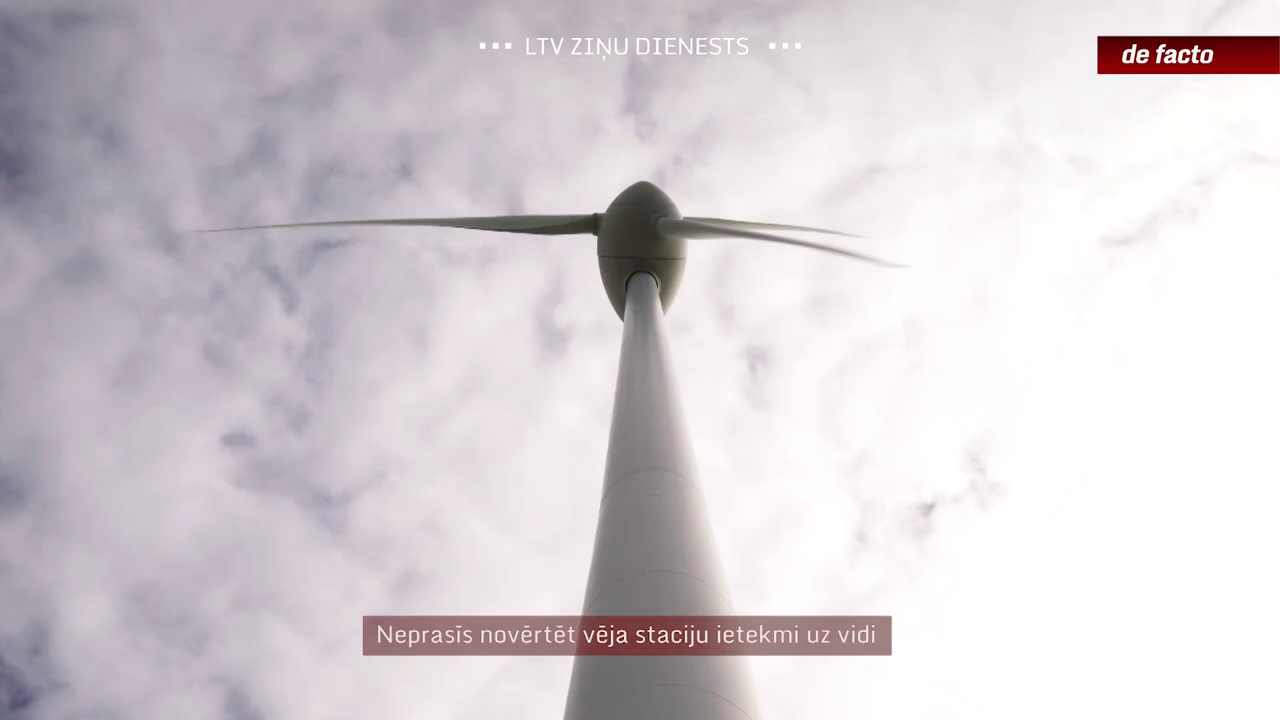 LTV ZIŅU DIENESTS
de facto
Neprasīs novērtēt vēja staciju ietekmi uz vidi